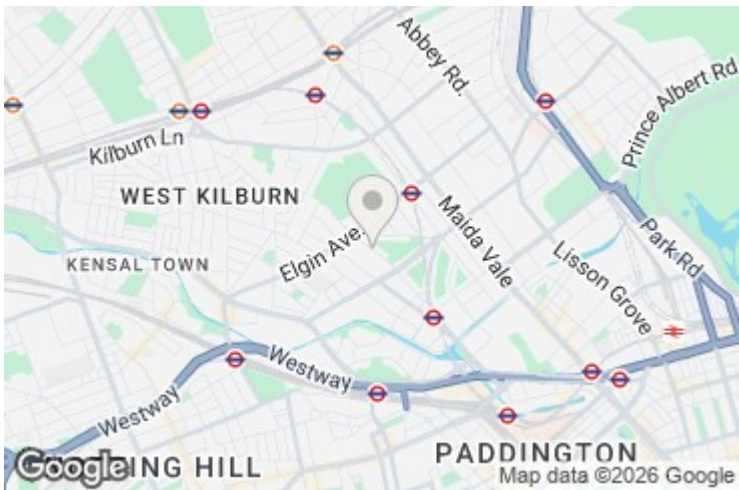 Abbey Rd.
Prince Albert Rd
Kilburn Ln
WEST KILBURN
Elgin Ave.
Maida Vale
Park Rd
KENSAL TOWN
Lisson Grove
Westway
Westway
PADDINGTON
Google
ING HILL
Map data ©2026 Google